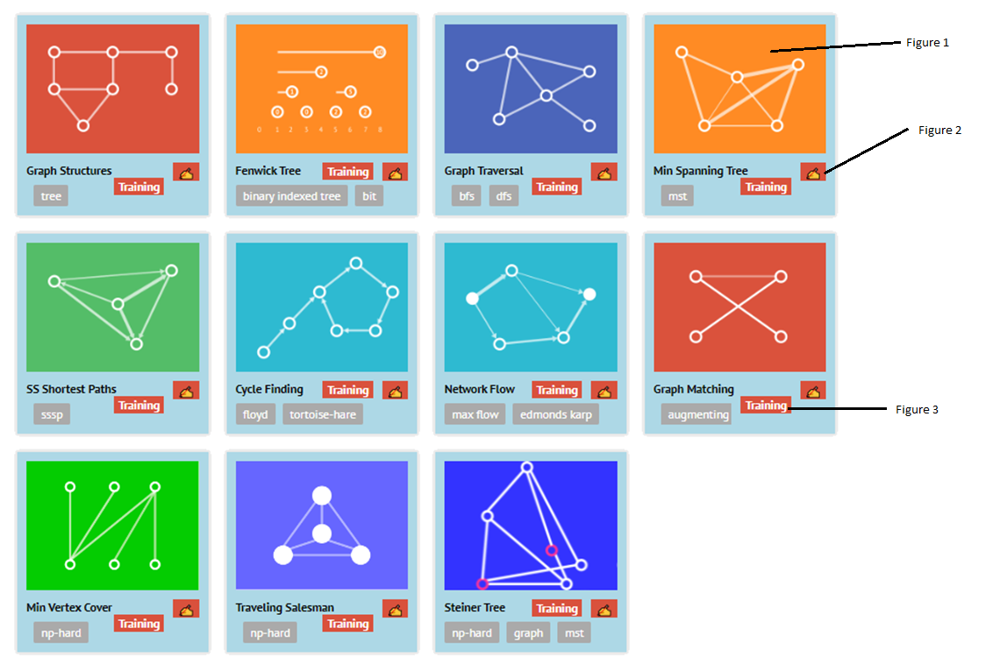 Figure 1
Figure 2
Graph Structures
Training
tree
Fenwick Tree
Training
binary indexed tree bit
0 1 2 3 4 5 6 7 8
Graph Traversal
Training
bfs dfs
Min Spanning Tree
Training
mst
SS Shortest Paths
Training
sssp
Cycle Finding Training
floyd tortoise-hare
Network Flow Training
max flow edmonds karp
Graph Matching
Training
augmenting
Figure 3
Min Vertex Cover
Training
np-hard
Traveling Salesman
Training
np-hard
Steiner Tree Training
np-hard graph mst